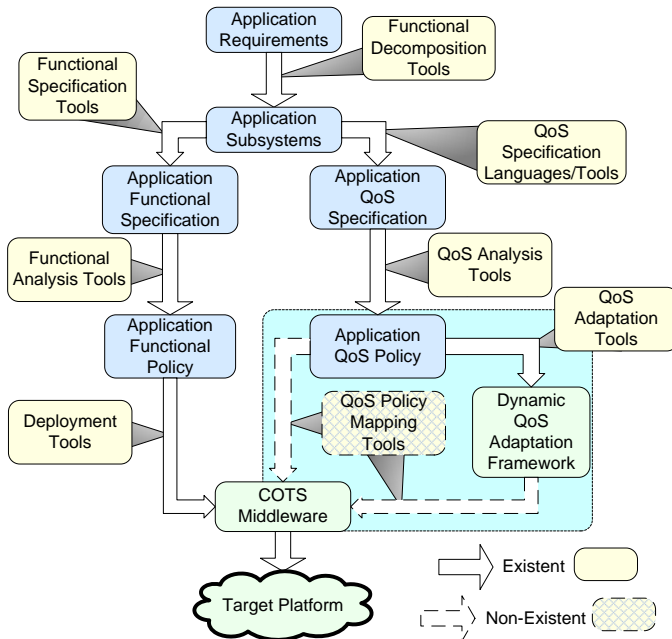 Application
Requirements
Functional
Decomposition
Tools
Functional
Specification
Tools
Application
Subsystems
QoS
Specification
Languages/Tools
Application
Functional
Specification
Application
QoS
Specification
Functional
Analysis Tools
QoS Analysis
Tools
Application
Functional
Policy
Application
QoS Policy
QoS
Adaptation
Tools
Deployment
Tools
QoS Policy
Mapping
Tools
Dynamic
QoS
Adaptation
Framework
COTS
Middleware
Target Platform
Existent
Non-Existent